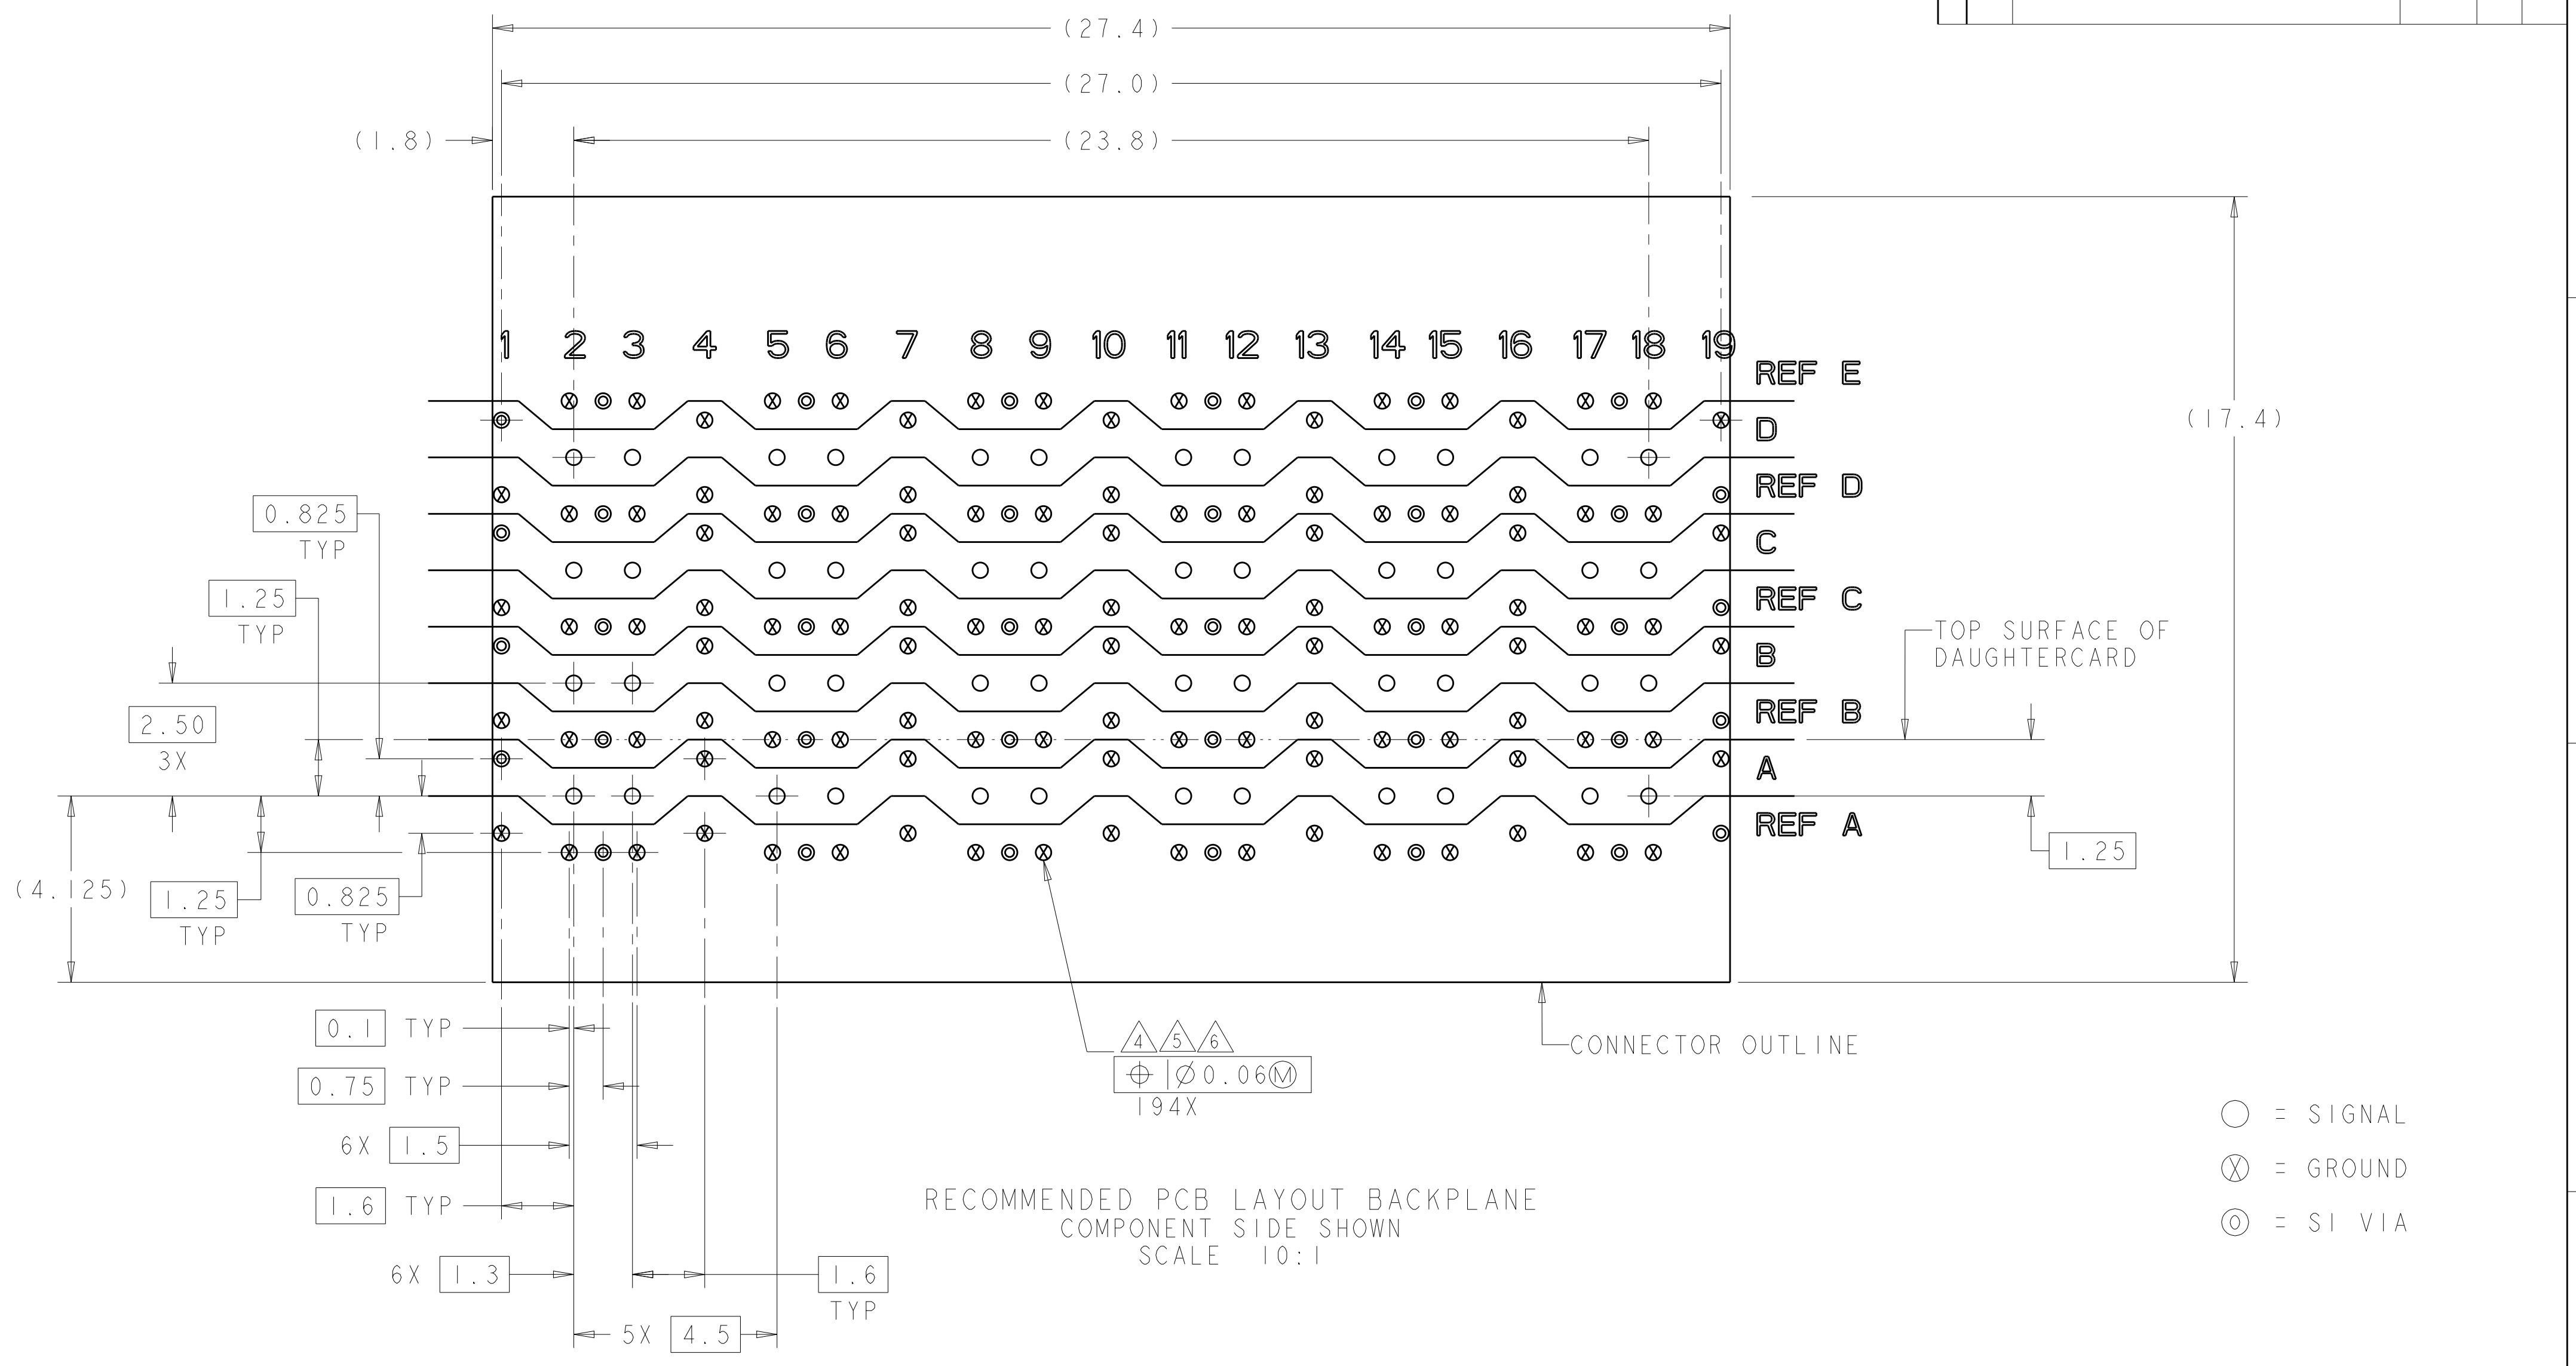 (27.4)
(27.0)
(1.8)
(23.8)
1 2 3 4 5 6 7 8 9 10 11 12 13 14 15 16 17 18 19
REF E
D
REF D
C
REF C
B
REF B
A
REF A
(17.4)
TOP SURFACE OF
DAUGHTERCARD
1.25
0.825
TYP
1.25
TYP
2.50
3X
(4.125)
1.25
TYP
0.825
TYP
0.1 TYP
0.75 TYP
6X 1.5
1.6 TYP
6X 1.3
1.6
TYP
5X 4.5
4 5 6
⌖ Ø0.06Ⓜ
194X
CONNECTOR OUTLINE
RECOMMENDED PCB LAYOUT BACKPLANE
COMPONENT SIDE SHOWN
SCALE 10:1
= SIGNAL
= GROUND
= SI VIA